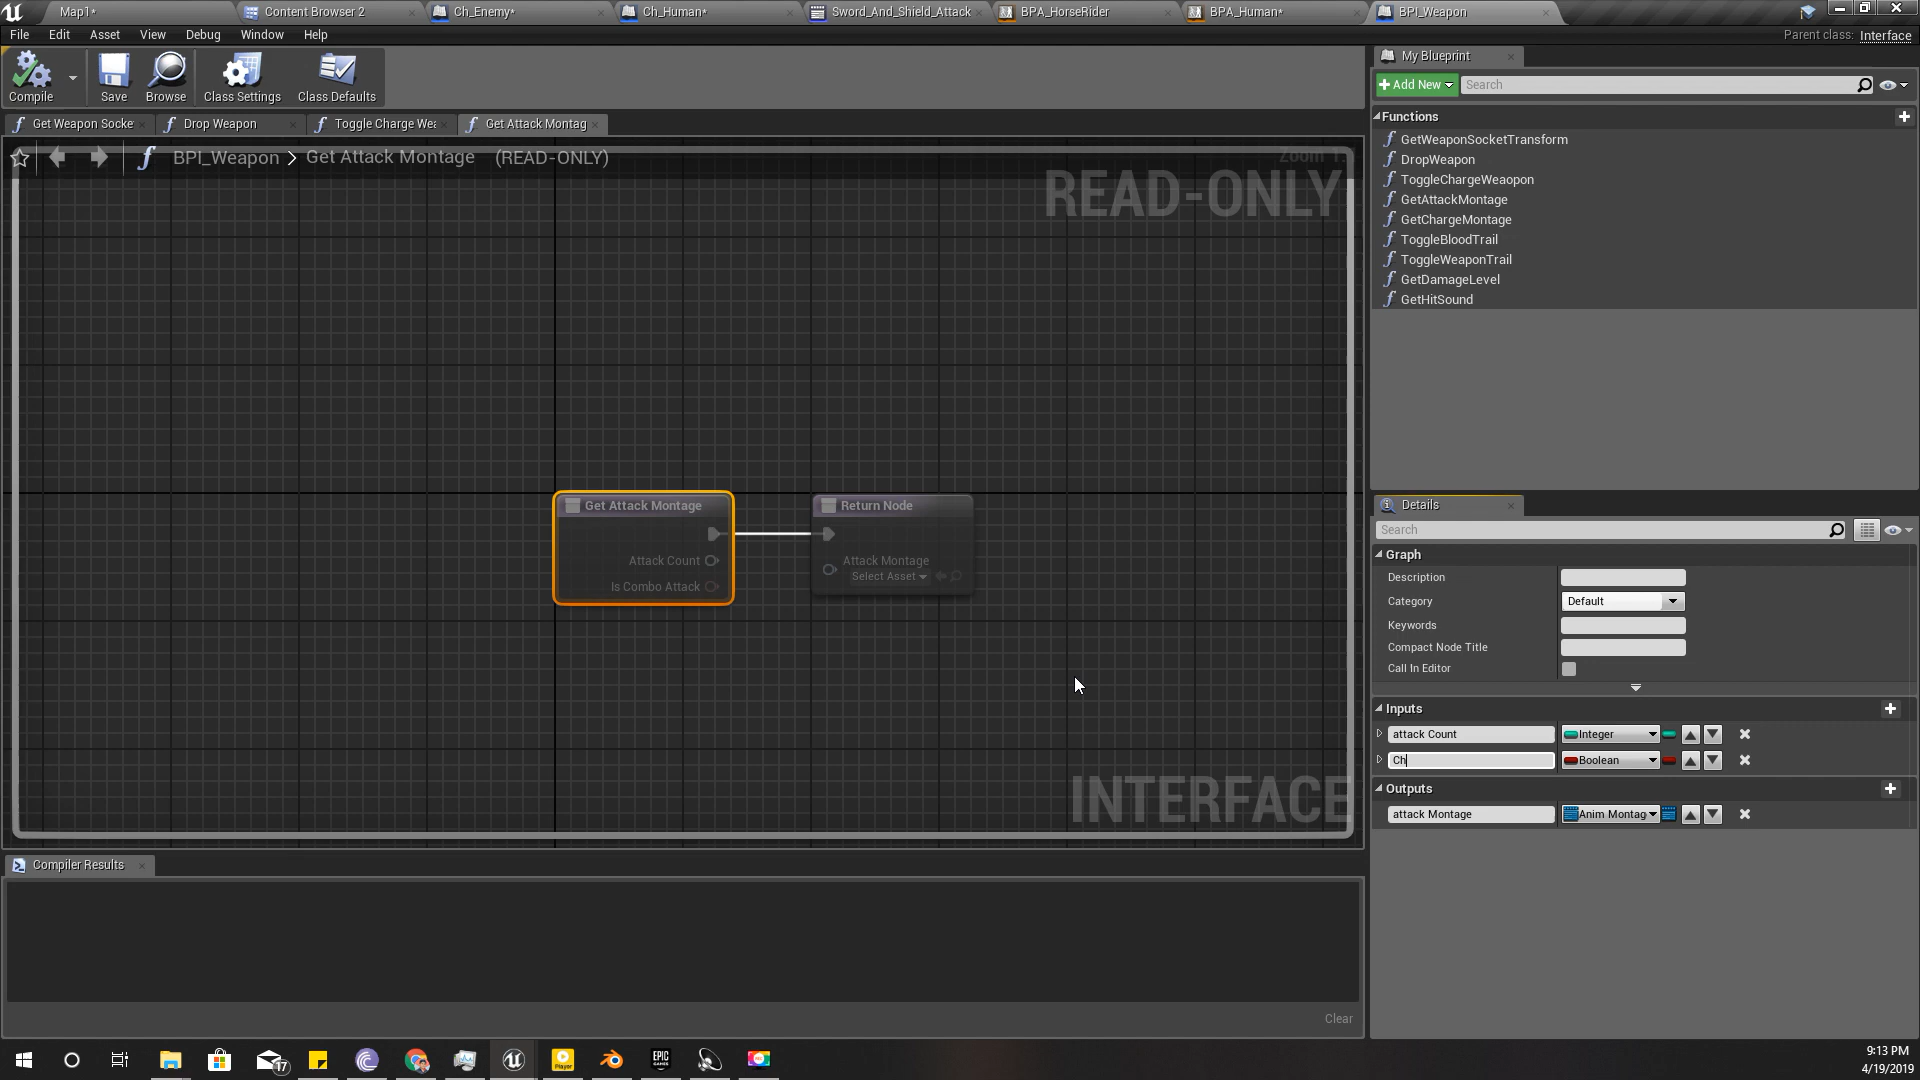 Map1*
Content Browser 2
Ch_Enemy*
Ch_Human*
Sword_And_Shield_Attack
BPA_HorseRider
BPA_Human*
BPI_Weapon
File Edit Asset View Debug Window Help
Parent class: Interface
Compile
Save
Browse
Class Settings
Class Defaults
My Blueprint
+Add New
Search
Get Weapon Socke
Drop Weapon
Toggle Charge Wea
Get Attack Montag
BPI_Weapon > Get Attack Montage (READ-ONLY)
READ-ONLY
Functions
GetWeaponSocketTransform
DropWeapon
ToggleChargeWeaopon
GetAttackMontage
GetChargeMontage
ToggleBloodTrail
ToggleWeaponTrail
GetDamageLevel
GetHitSound
Get Attack Montage
Attack Count
Is Combo Attack
Return Node
Attack Montage
Select Asset
INTERFACE
Details
Search
Graph
Description
Category Default
Keywords
Compact Node Title
Call In Editor
Inputs
attack Count Integer
Ch Boolean
Outputs
attack Montage Anim Montag
Compiler Results
Clear
17
Player
EPIC GAMES
9:13 PM
4/19/2019